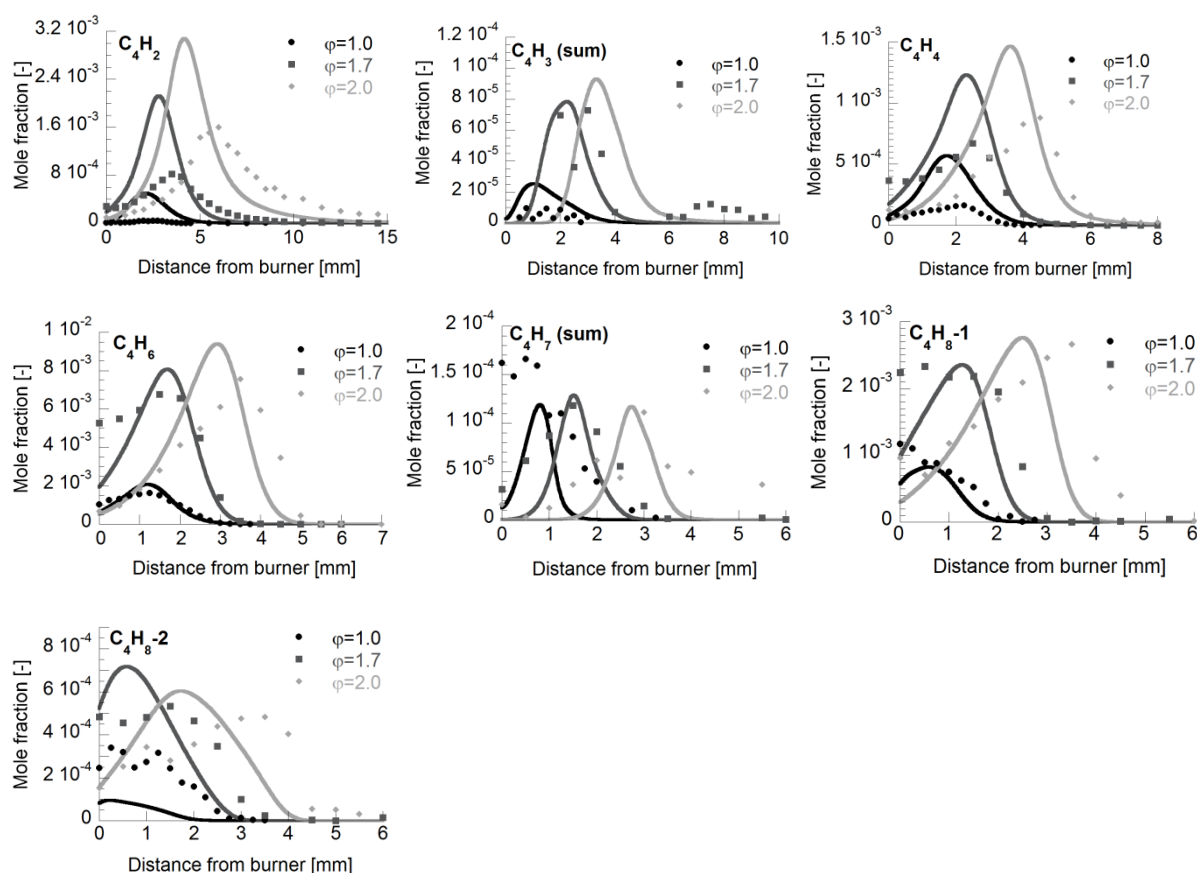 C₄H₂
φ=1.0
φ=1.7
φ=2.0
Mole fraction [-]
3.2 10⁻³
2.4 10⁻³
1.6 10⁻³
8 10⁻⁴
0
0 5 10 15
Distance from burner [mm]
C₄H₃ (sum)
φ=1.0
φ=1.7
φ=2.0
Mole fraction [-]
1.2 10⁻⁴
1 10⁻⁴
8 10⁻⁵
6 10⁻⁵
4 10⁻⁵
2 10⁻⁵
0
0 2 4 6 8 10
Distance from burner [mm]
C₄H₄
φ=1.0
φ=1.7
φ=2.0
Mole fraction [-]
1.5 10⁻³
1 10⁻³
5 10⁻⁴
0
0 2 4 6 8
Distance from burner [mm]
C₄H₆
φ=1.0
φ=1.7
φ=2.0
Mole fraction [-]
1 10⁻²
8 10⁻³
6 10⁻³
4 10⁻³
2 10⁻³
0
0 1 2 3 4 5 6 7
Distance from burner [mm]
C₄H₇ (sum)
φ=1.0
φ=1.7
φ=2.0
Mole fraction [-]
2 10⁻⁴
1 10⁻⁴
1 10⁻⁴
5 10⁻⁵
0
0 1 2 3 4 5 6
Distance from burner [mm]
C₄H₈-1
φ=1.0
φ=1.7
φ=2.0
Mole fraction [-]
3 10⁻³
2 10⁻³
1 10⁻³
0
0 1 2 3 4 5 6
Distance from burner [mm]
C₄H₈-2
φ=1.0
φ=1.7
φ=2.0
Mole fraction [-]
8 10⁻⁴
6 10⁻⁴
4 10⁻⁴
2 10⁻⁴
0
0 1 2 3 4 5 6
Distance from burner [mm]